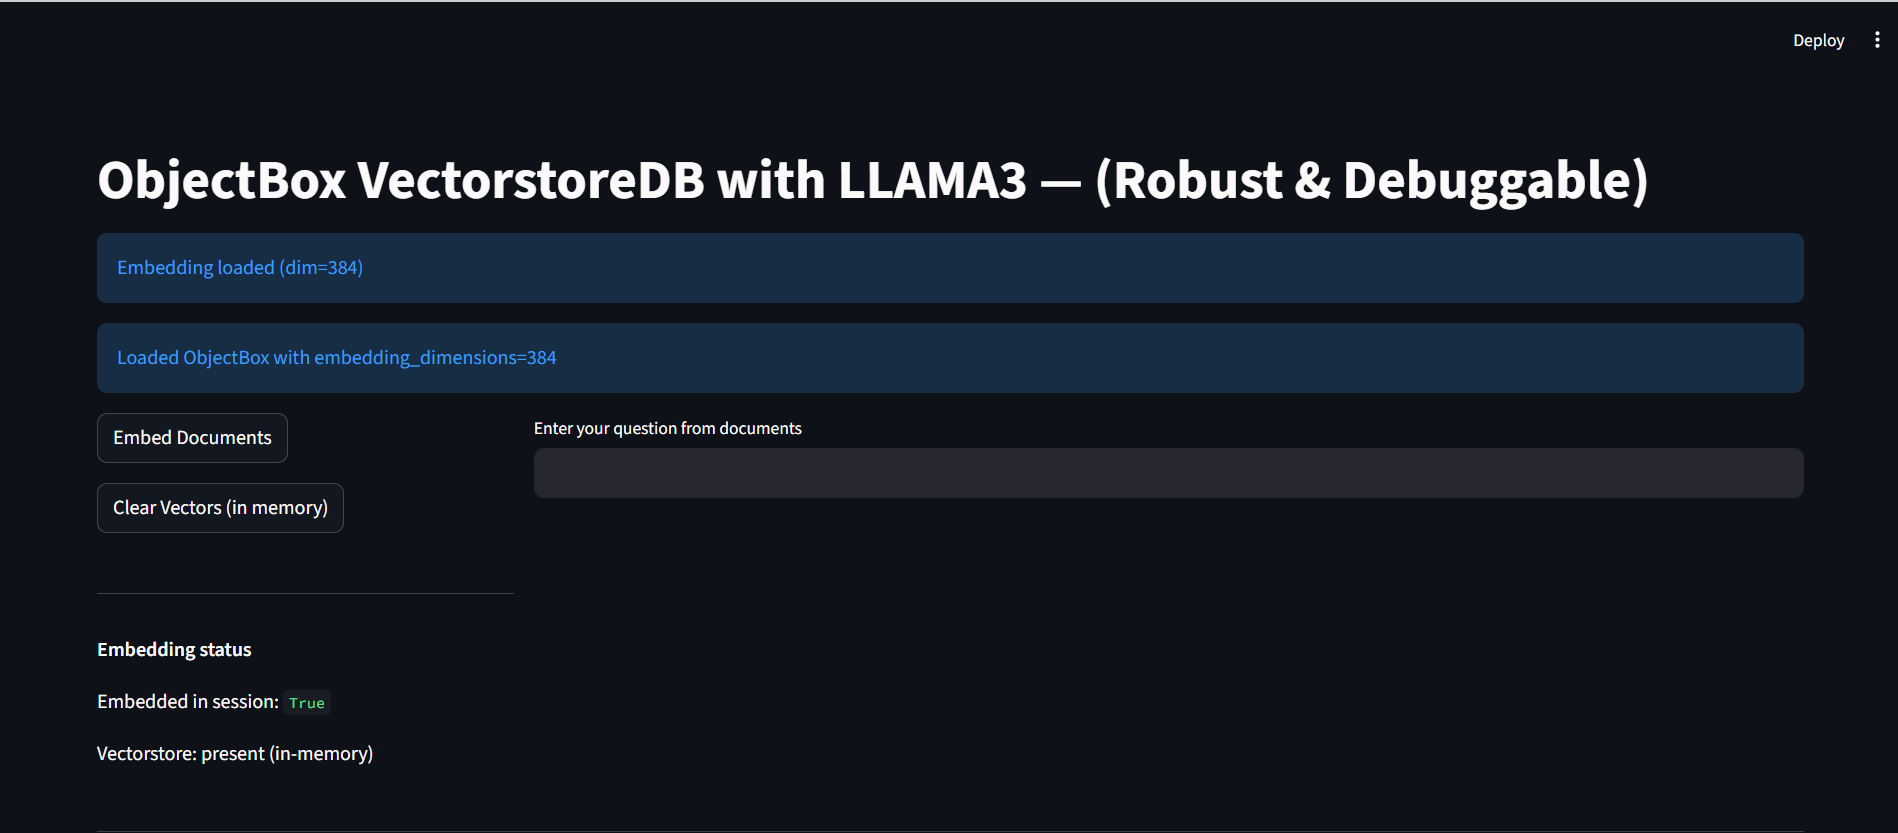 Deploy
ObjectBox VectorstoreDB with LLAMA3 — (Robust & Debuggable)
Embedding loaded (dim=384)
Loaded ObjectBox with embedding_dimensions=384
Embed Documents
Clear Vectors (in memory)
Embedding status
Embedded in session: True
Vectorstore: present (in-memory)
Enter your question from documents